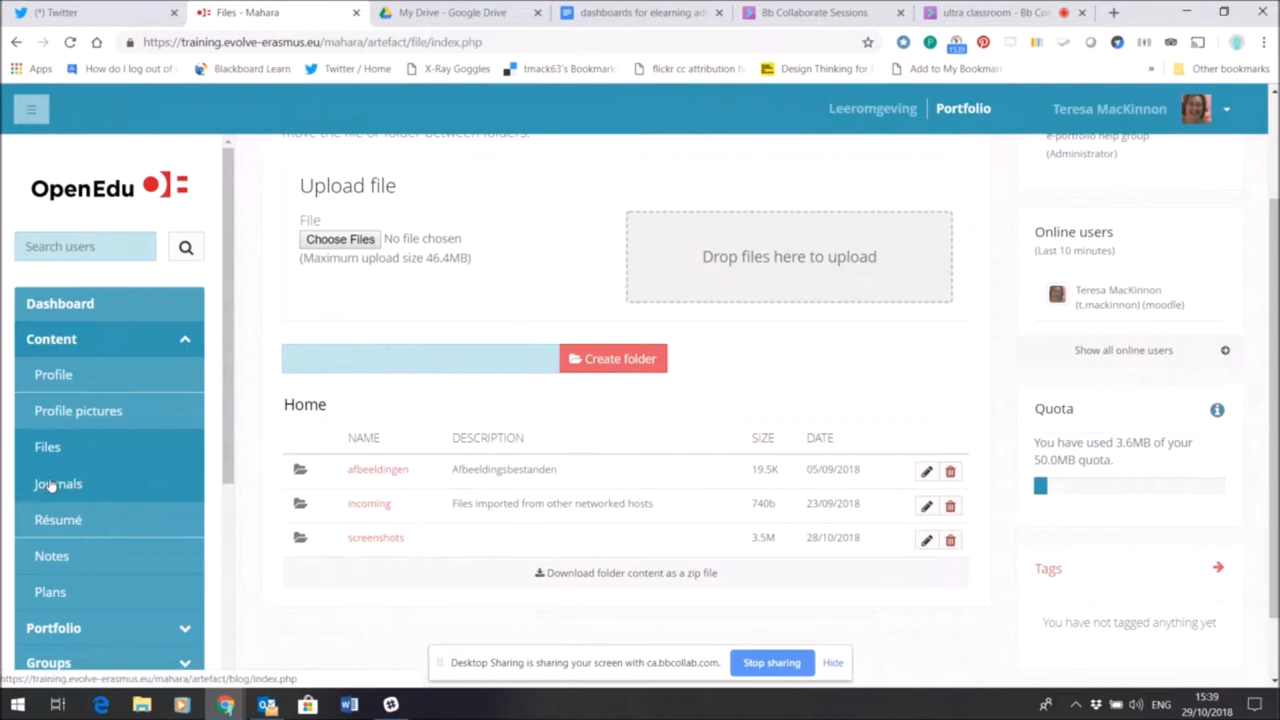 (*) Twitter
Files - Mahara
My Drive - Google Drive
dashboards for elearning ad
Bb Collaborate Sessions
ultra classroom - Bb Col
https://training.evolve-erasmus.eu/mahara/artefact/file/index.php
1539
Apps
How do I log out of
Blackboard Learn
Twitter / Home
X-Ray Goggles
tmack63's Bookmark
flickr cc attribution h
Design Thinking for
Add to My Bookmar
»
Other bookmarks
Leeromgeving
Portfolio
Teresa MacKinnon
move the file or folder between folders.
e-portfolio help group
(Administrator)
OpenEdu
Search users
Dashboard
Content
Profile
Profile pictures
Files
Journals
Résumé
Notes
Plans
Portfolio
Groups
Upload file
File
Choose Files No file chosen
(Maximum upload size 46.4MB)
Drop files here to upload
Create folder
Home
NAME DESCRIPTION SIZE DATE
afbeeldingen Afbeeldingsbestanden 19.5K 05/09/2018
incoming Files imported from other networked hosts 740b 23/09/2018
screenshots 3.5M 28/10/2018
Download folder content as a zip file
Online users
(Last 10 minutes)
Teresa MacKinnon
(t.mackinnon) (moodle)
Show all online users
Quota
You have used 3.6MB of your
50.0MB quota.
Tags
You have not tagged anything yet
Desktop Sharing is sharing your screen with ca.bbcollab.com.
Stop sharing
Hide
https://training.evolve-erasmus.eu/mahara/artefact/blog/index.php
ENG
15:39
29/10/2018